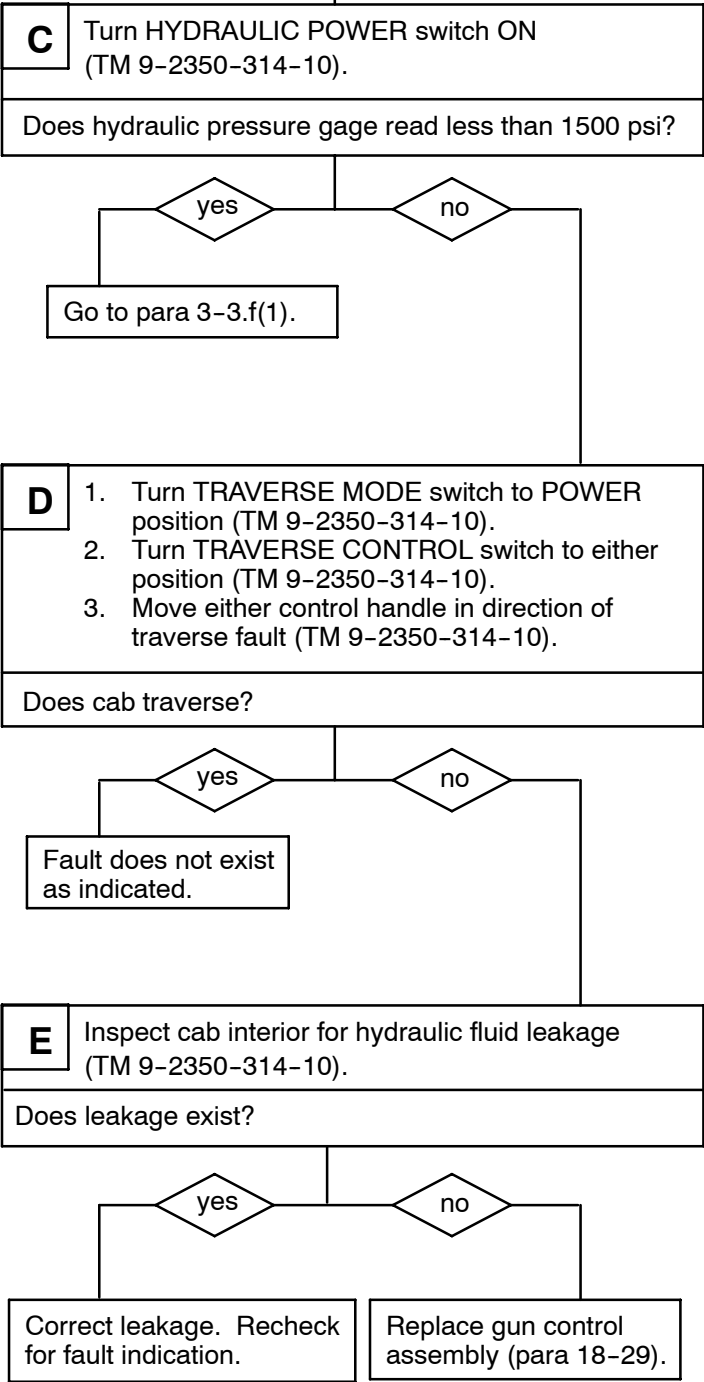 C
Turn HYDRAULIC POWER switch ON
(TM 9-2350-314-10).
Does hydraulic pressure gage read less than 1500 psi?
yes
no
Go to para 3-3.f(1).
D
1. Turn TRAVERSE MODE switch to POWER
position (TM 9-2350-314-10).
2. Turn TRAVERSE CONTROL switch to either
position (TM 9-2350-314-10).
3. Move either control handle in direction of
traverse fault (TM 9-2350-314-10).
Does cab traverse?
yes
no
Fault does not exist
as indicated.
E
Inspect cab interior for hydraulic fluid leakage
(TM 9-2350-314-10).
Does leakage exist?
yes
no
Correct leakage. Recheck
for fault indication.
Replace gun control
assembly (para 18-29).